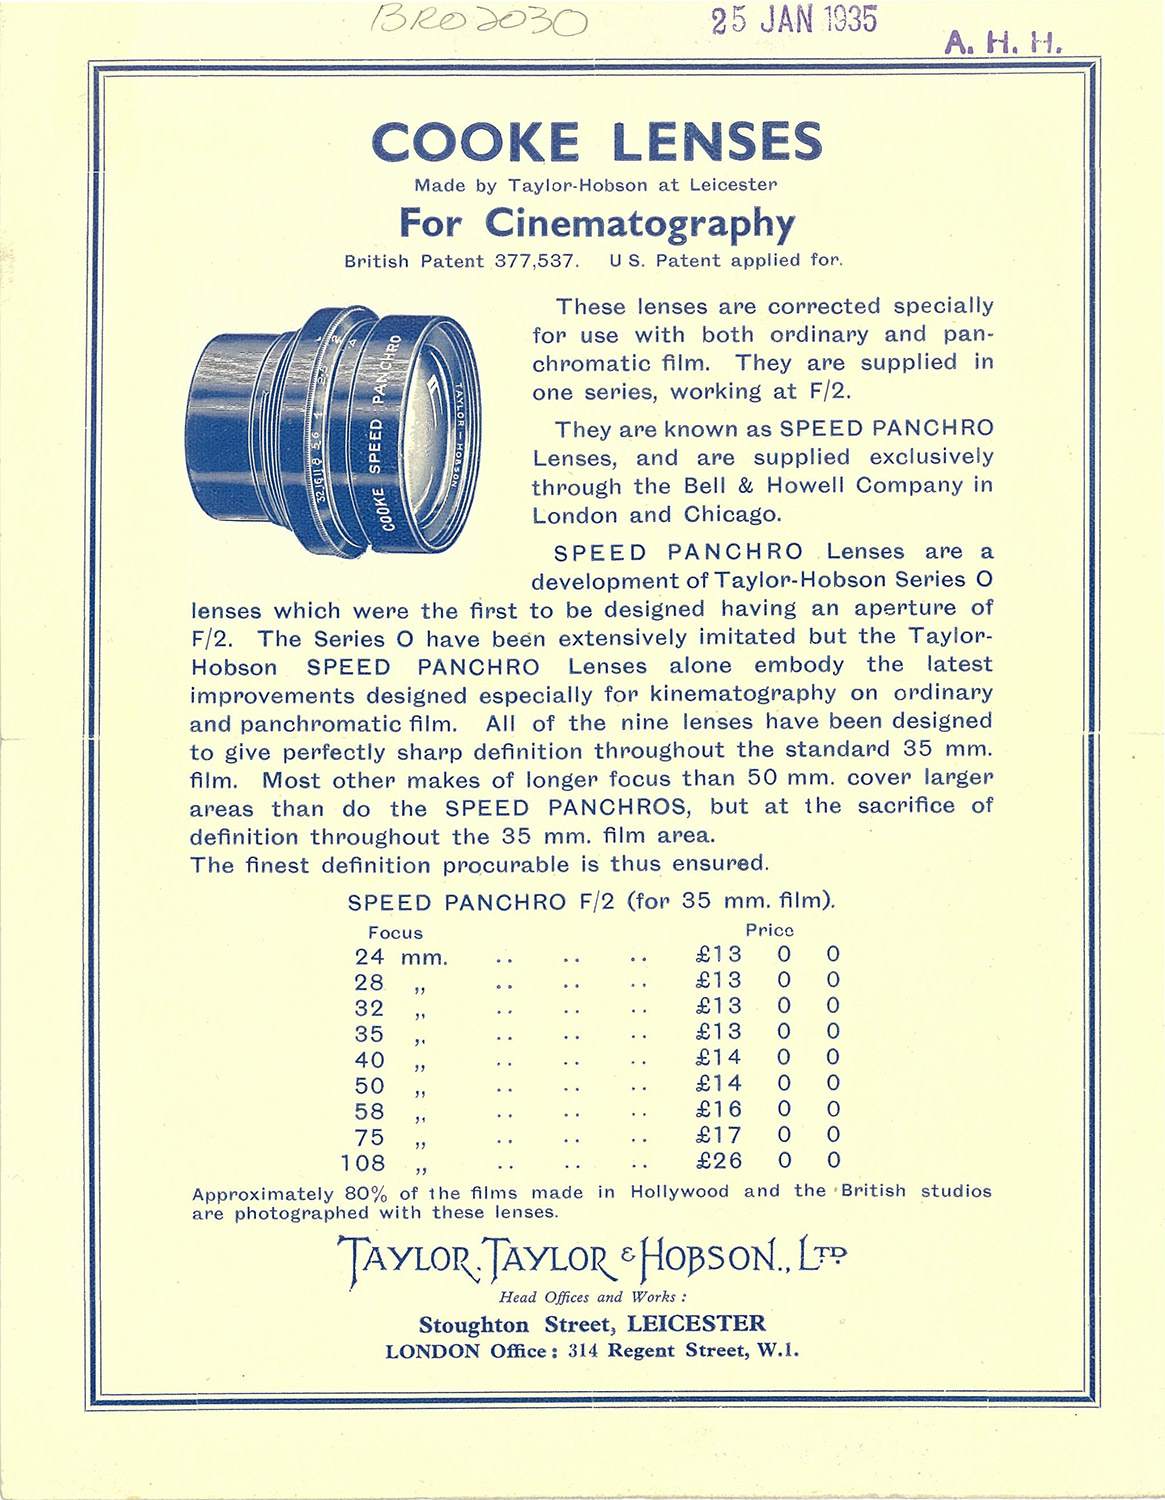 BRO2030
25 JAN 1935
A. H. H.
COOKE LENSES
Made by Taylor-Hobson at Leicester
For Cinematography
British Patent 377,537. U S. Patent applied for.
These lenses are corrected specially
for use with both ordinary and pan-
chromatic film. They are supplied in
one series, working at F/2.
They are known as SPEED PANCHRO
Lenses, and are supplied exclusively
through the Bell & Howell Company in
London and Chicago.
SPEED PANCHRO Lenses are a
development of Taylor-Hobson Series O
COOKE SPEED PANCHRO
TAYLOR - HOBSON
lenses which were the first to be designed having an aperture of
F/2. The Series O have been extensively imitated but the Taylor-
Hobson SPEED PANCHRO Lenses alone embody the latest
improvements designed especially for kinematography on ordinary
and panchromatic film. All of the nine lenses have been designed
to give perfectly sharp definition throughout the standard 35 mm.
film. Most other makes of longer focus than 50 mm. cover larger
areas than do the SPEED PANCHROS, but at the sacrifice of
definition throughout the 35 mm. film area.
The finest definition procurable is thus ensured.
SPEED PANCHRO F/2 (for 35 mm. film).
Focus Price
24 mm. .. .. .. £13 0 0
28 ,, .. .. .. £13 0 0
32 ,, .. .. .. £13 0 0
35 ,, .. .. .. £13 0 0
40 ,, .. .. .. £14 0 0
50 ,, .. .. .. £14 0 0
58 ,, .. .. .. £16 0 0
75 ,, .. .. .. £17 0 0
108 ,, .. .. .. £26 0 0
Approximately 80% of the films made in Hollywood and the British studios
are photographed with these lenses.
TAYLOR, TAYLOR & HOBSON., LTD
Head Offices and Works :
Stoughton Street, LEICESTER
LONDON Office : 314 Regent Street, W.1.